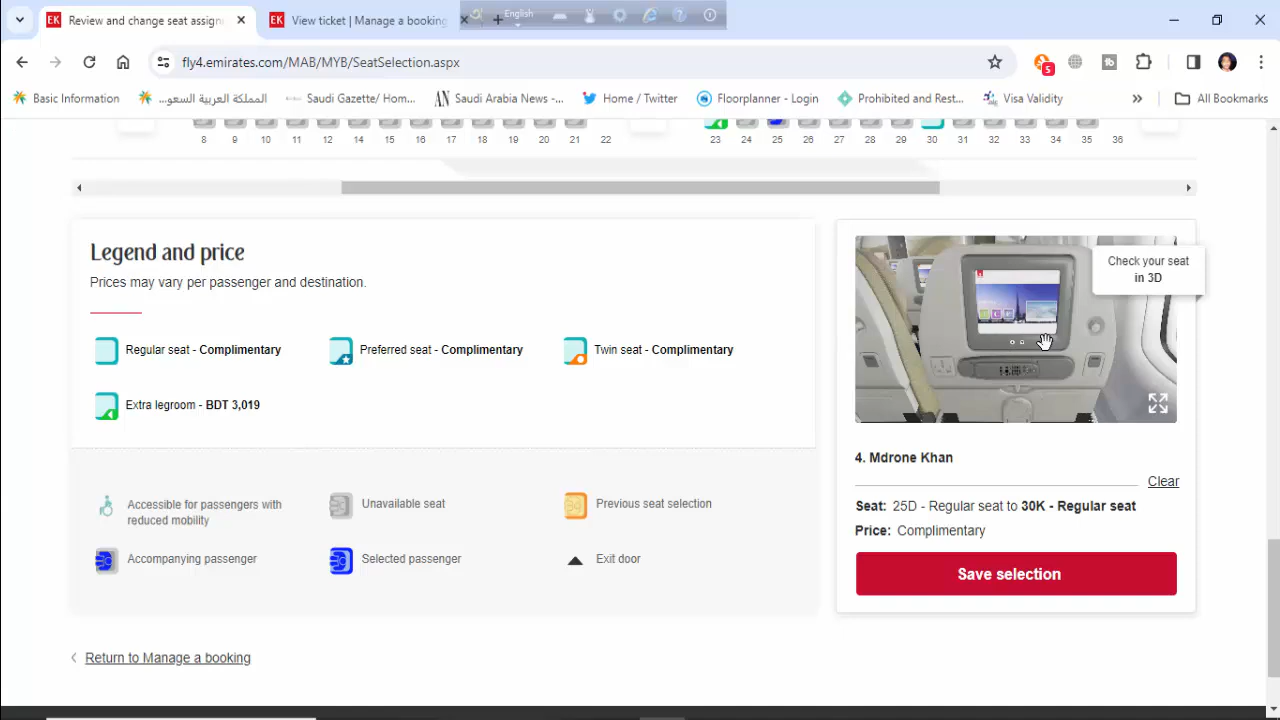 EK Review and change seat assign
EK View ticket | Manage a booking
English
fly4.emirates.com/MAB/MYB/SeatSelection.aspx
5
Basic Information
المملكة العربية السعو...
Saudi Gazette/ Hom...
AN Saudi Arabia News -...
Home / Twitter
Floorplanner - Login
Prohibited and Rest...
Visa Validity
All Bookmarks
8 9 10 11 12 14 15 16 17 18 19 20 21 22 23 24 25 26 27 28 29 30 31 32 33 34 35 36
Legend and price
Prices may vary per passenger and destination.
Regular seat - Complimentary
Preferred seat - Complimentary
Twin seat - Complimentary
Extra legroom - BDT 3,019
Accessible for passengers with
reduced mobility
Unavailable seat
Previous seat selection
Accompanying passenger
Selected passenger
Exit door
Check your seat
in 3D
4. Mdrone Khan
Clear
Seat: 25D - Regular seat to 30K - Regular seat
Price: Complimentary
Save selection
Return to Manage a booking